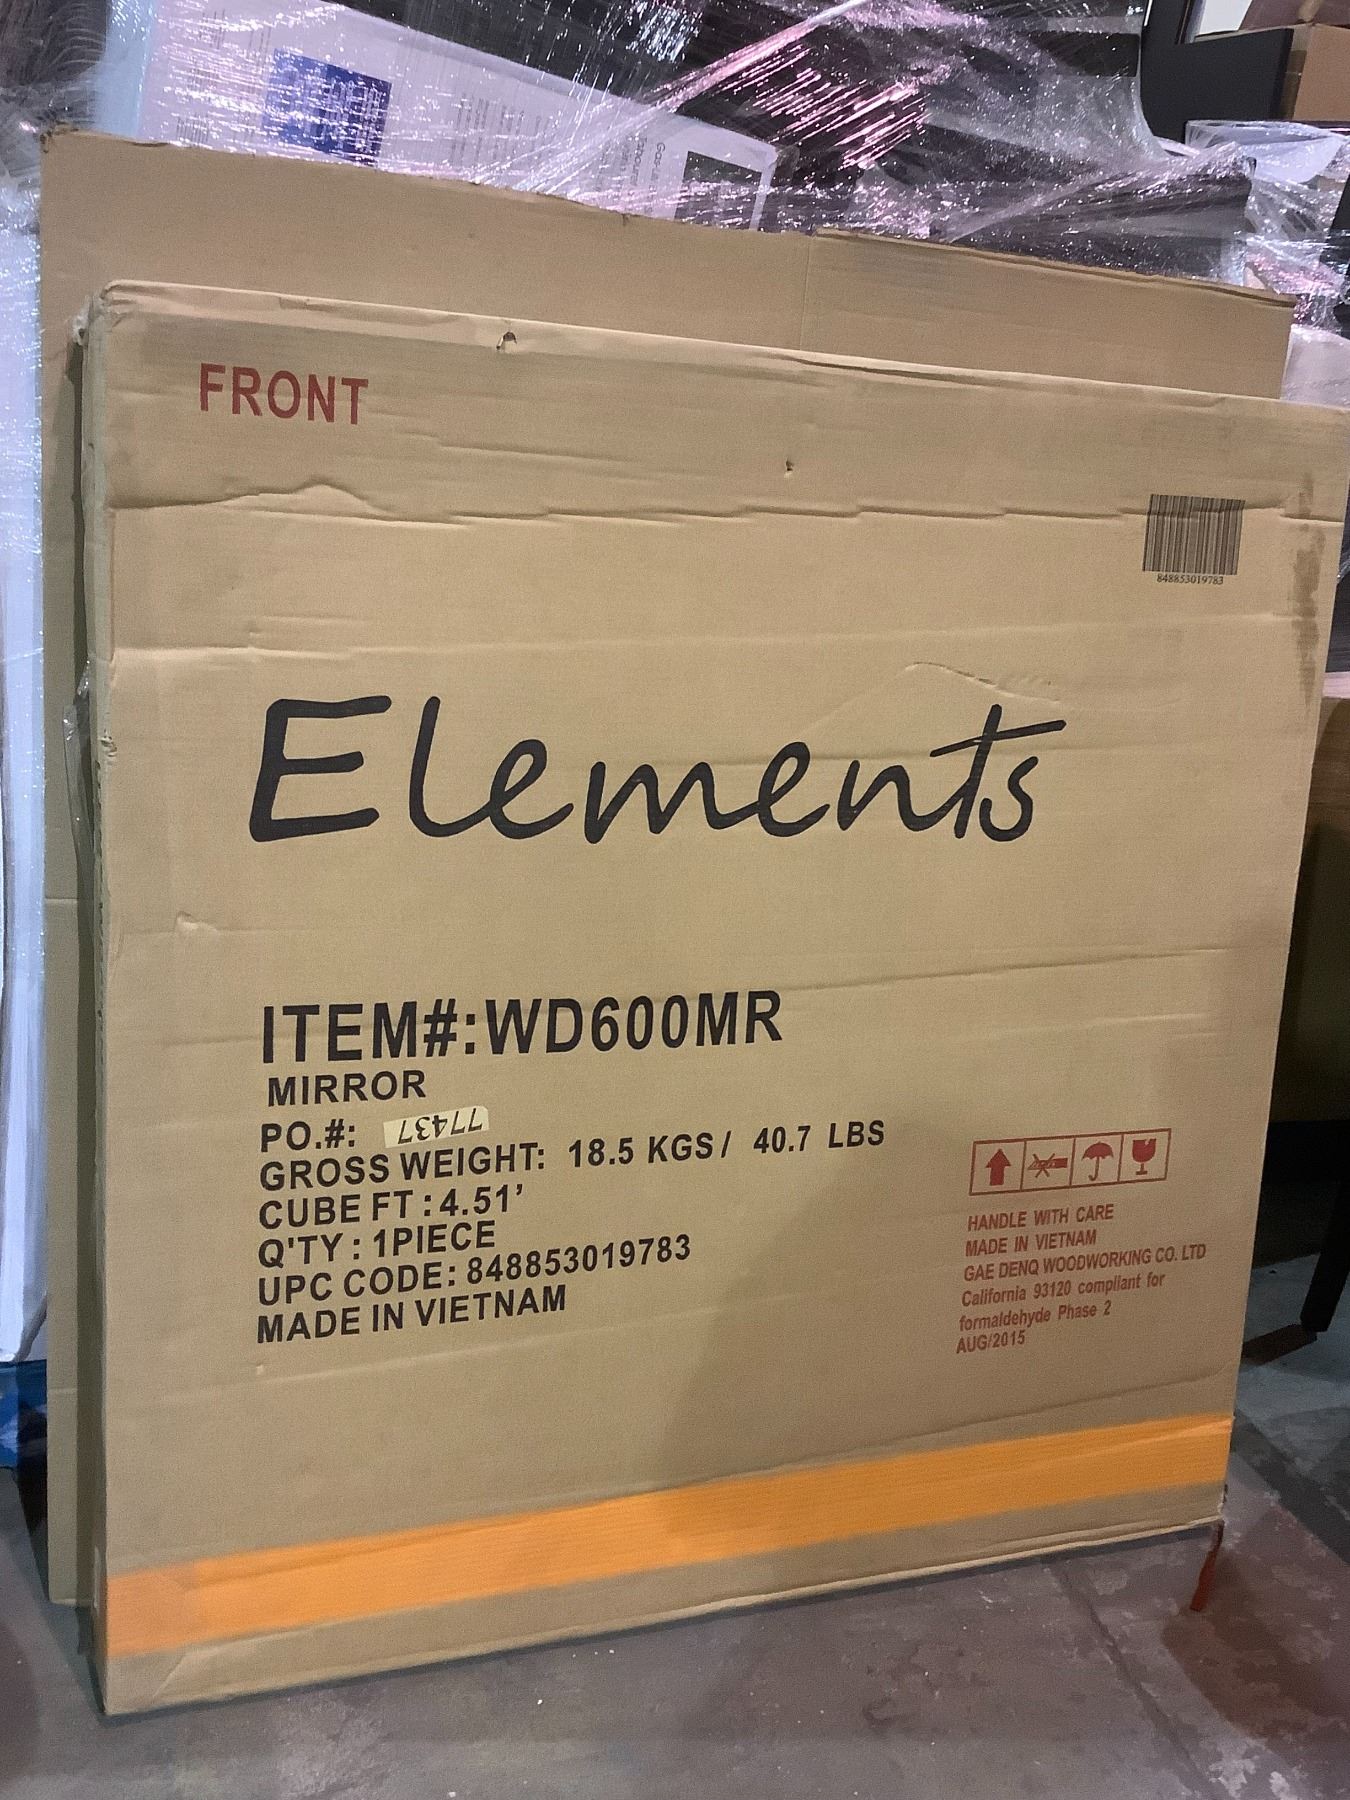 FRONT
848853019783
Elements
ITEM#:WD600MR
MIRROR
PO.#: 77437
GROSS WEIGHT: 18.5 KGS / 40.7 LBS
CUBE FT : 4.51'
Q'TY : 1PIECE
UPC CODE: 848853019783
MADE IN VIETNAM
HANDLE WITH CARE
MADE IN VIETNAM
GAE DENQ WOODWORKING CO. LTD
California 93120 compliant for
formaldehyde Phase 2
AUG/2015